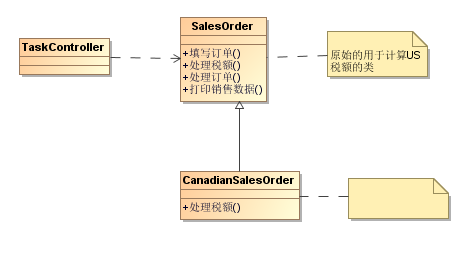 SalesOrder
TaskController
+填写订单()
+处理税额()
+处理订单()
+打印销售数据()
原始的用于计算US
税额的类
CanadianSalesOrder
+处理税额()